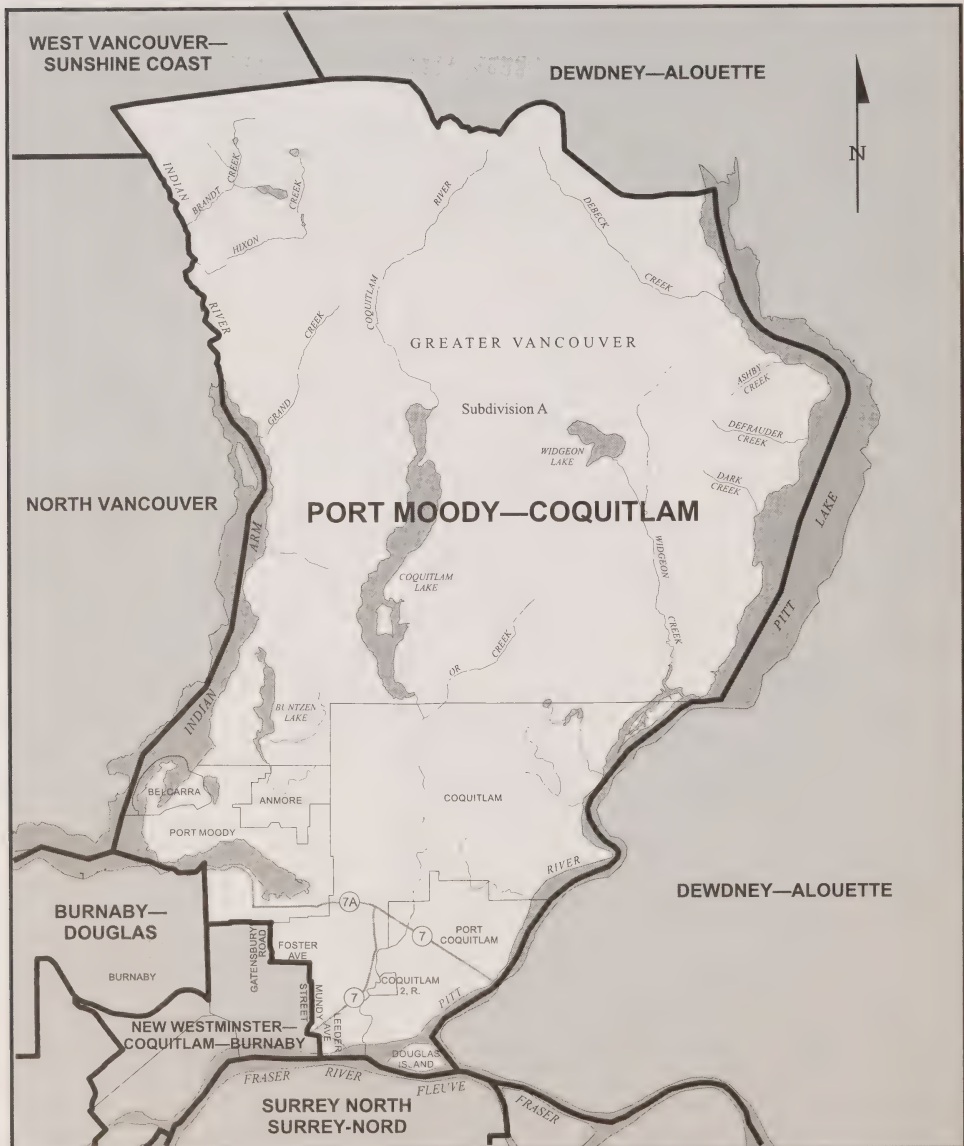 WEST VANCOUVER—
SUNSHINE COAST
DEWDNEY—ALOUETTE
N
INDIAN
RIVER
BRANDT
CREEK
CREEK
HIXON
RIVER
COQUITLAM
DEBECK
CREEK
GRAND
CREEK
GREATER VANCOUVER
Subdivision A
ASHBY
CREEK
DEFRAUDER
CREEK
DARK
CREEK
WIDGEON
LAKE
NORTH VANCOUVER
PORT MOODY—COQUITLAM
LAKE
PITT
ARM
INDIAN
COQUITLAM
LAKE
WIDGEON
CREEK
OR
CREEK
BUNTZEN
LAKE
BELCARRA
ANMORE
COQUITLAM
PORT MOODY
RIVER
PITT
DEWDNEY—ALOUETTE
BURNABY—
DOUGLAS
BURNABY
7A
7
PORT
COQUITLAM
GATENSBURY
ROAD
FOSTER
AVE
COQUITLAM
2, R.
7
MUNDY
STREET
LEEDER
AVE
NEW WESTMINSTER—
COQUITLAM—BURNABY
DOUGLAS
ISLAND
FRASER
RIVER
FLEUVE
FRASER
SURREY NORTH
SURREY-NORD